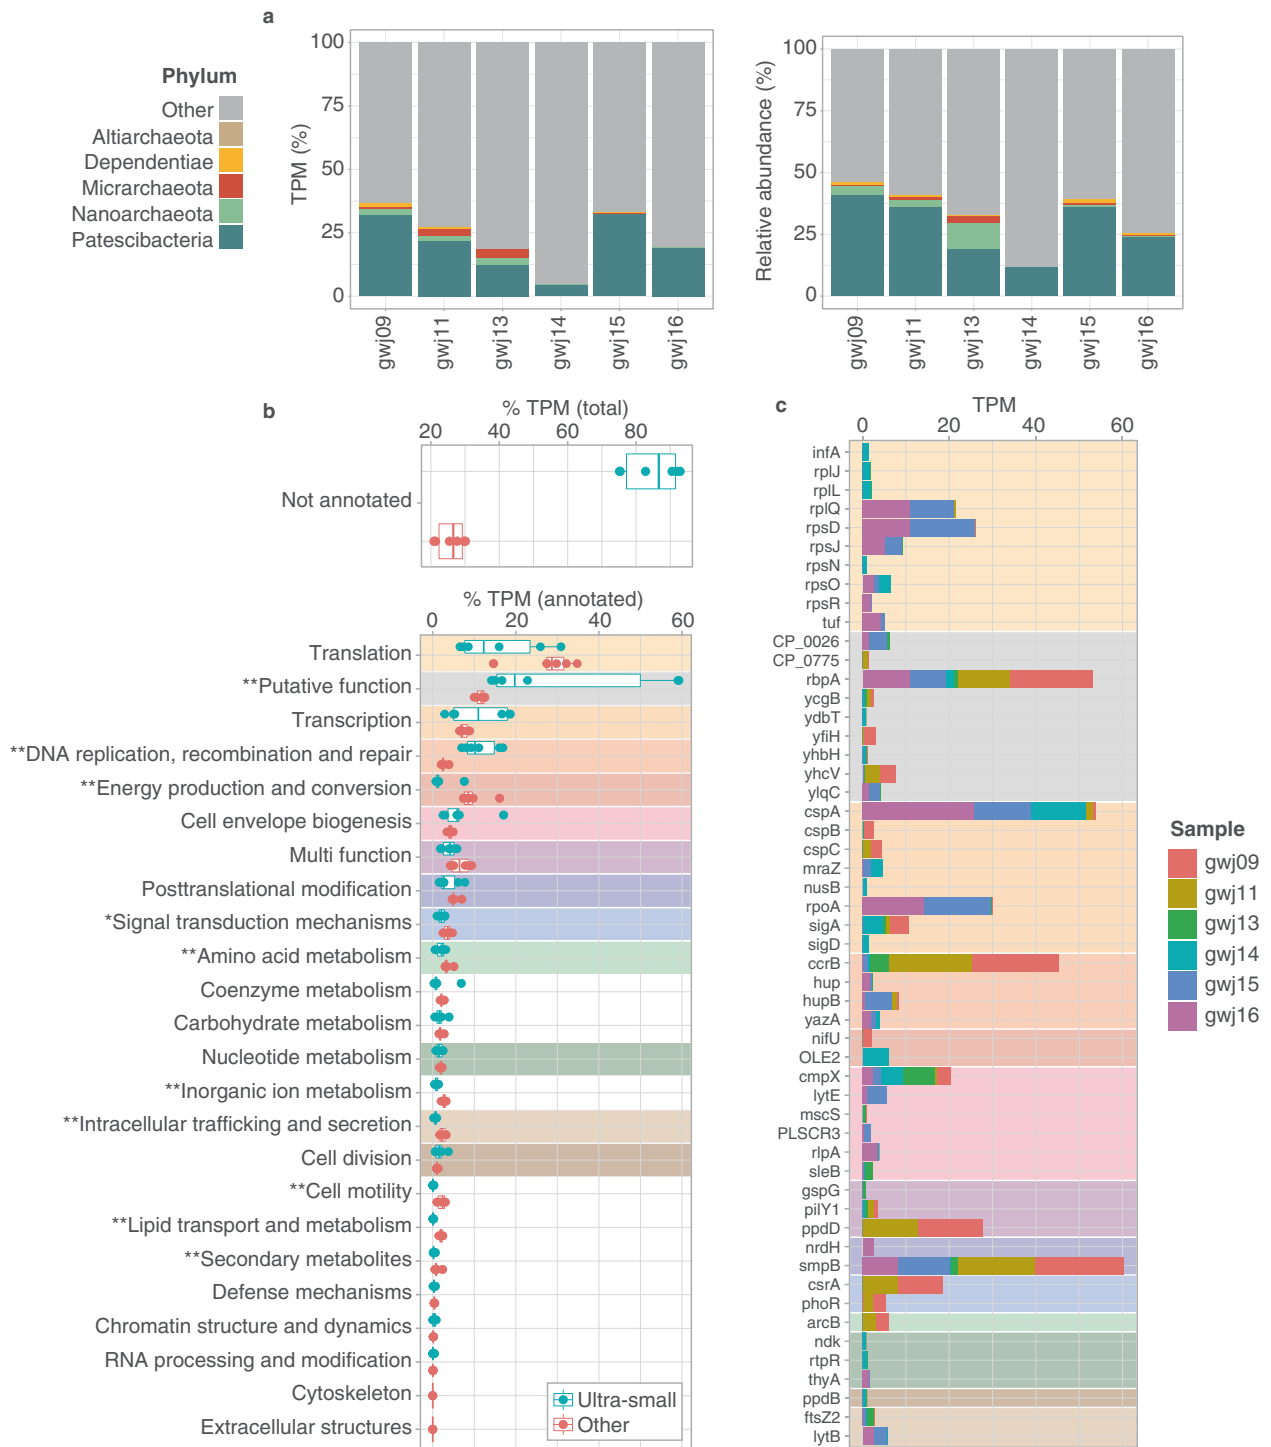 a
Phylum
Other
Altiarchaeota
Dependentiae
Micrarchaeota
Nanoarchaeota
Patescibacteria
TPM (%)
100
75
50
25
0
gwj09
gwj11
gwj13
gwj14
gwj15
gwj16
Relative abundance (%)
100
75
50
25
0
gwj09
gwj11
gwj13
gwj14
gwj15
gwj16
b
% TPM (total)
20 40 60 80
Not annotated
% TPM (annotated)
0 20 40 60
Translation
**Putative function
Transcription
**DNA replication, recombination and repair
**Energy production and conversion
Cell envelope biogenesis
Multi function
Posttranslational modification
*Signal transduction mechanisms
**Amino acid metabolism
Coenzyme metabolism
Carbohydrate metabolism
Nucleotide metabolism
**Inorganic ion metabolism
**Intracellular trafficking and secretion
Cell division
**Cell motility
**Lipid transport and metabolism
**Secondary metabolites
Defense mechanisms
Chromatin structure and dynamics
RNA processing and modification
Cytoskeleton
Extracellular structures
Ultra-small
Other
c
TPM
0 20 40 60
infA
rplJ
rplL
rplQ
rpsD
rpsJ
rpsN
rpsO
rpsR
tuf
CP_0026
CP_0775
rbpA
ycgB
ydbT
yfiH
yhbH
yhcV
ylqC
cspA
cspB
cspC
mraZ
nusB
rpoA
sigA
sigD
ccrB
hup
hupB
yazA
nifU
OLE2
cmpX
lytE
mscS
PLSCR3
rlpA
sleB
gspG
pilY1
ppdD
nrdH
smpB
csrA
phoR
arcB
ndk
rtpR
thyA
ppdB
ftsZ2
lytB
Sample
gwj09
gwj11
gwj13
gwj14
gwj15
gwj16